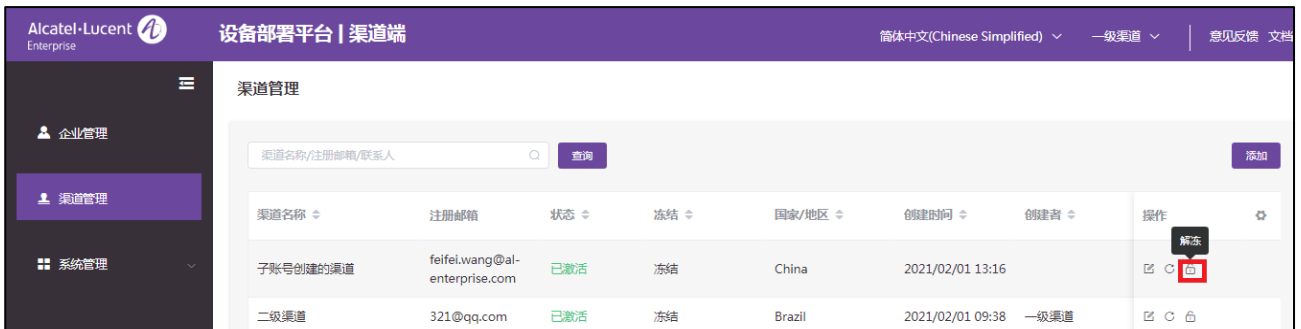 Alcatel·Lucent
Enterprise
设备部署平台 | 渠道端
简体中文(Chinese Simplified)
一级渠道
意见反馈 文档
渠道管理
企业管理
渠道名称/注册邮箱/联系人
查询
添加
渠道管理
渠道名称 注册邮箱 状态 冻结 国家/地区 创建时间 创建者 操作
解冻
系统管理
子账号创建的渠道 feifei.wang@al-enterprise.com 已激活 冻结 China 2021/02/01 13:16
二级渠道 321@qq.com 已激活 冻结 Brazil 2021/02/01 09:38 一级渠道